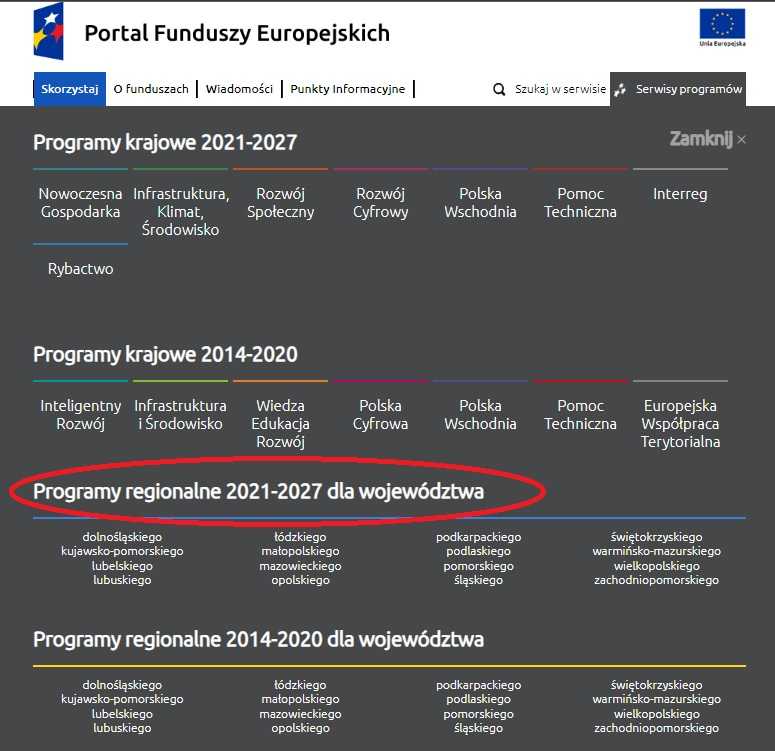 Portal Funduszy Europejskich
Unia Europejska
Skorzystaj O funduszach Wiadomości Punkty Informacyjne Szukaj w serwisie Serwisy programów
Programy krajowe 2021-2027 Zamknij ×
Nowoczesna Infrastruktura, Rozwój Rozwój Polska Pomoc Interreg
Gospodarka Klimat, Społeczny Cyfrowy Wschodnia Techniczna
Środowisko
Rybactwo
Programy krajowe 2014-2020
Inteligentny Infrastruktura Wiedza Polska Polska Pomoc Europejska
Rozwój i Środowisko Edukacja Cyfrowa Wschodnia Techniczna Współpraca
Rozwój Terytorialna
Programy regionalne 2021-2027 dla województwa
dolnośląskiego łódzkiego podkarpackiego świętokrzyskiego
kujawsko-pomorskiego małopolskiego podlaskiego warmińsko-mazurskiego
lubelskiego mazowieckiego pomorskiego wielkopolskiego
lubuskiego opolskiego śląskiego zachodniopomorskiego
Programy regionalne 2014-2020 dla województwa
dolnośląskiego łódzkiego podkarpackiego świętokrzyskiego
kujawsko-pomorskiego małopolskiego podlaskiego warmińsko-mazurskiego
lubelskiego mazowieckiego pomorskiego wielkopolskiego
lubuskiego opolskiego śląskiego zachodniopomorskiego